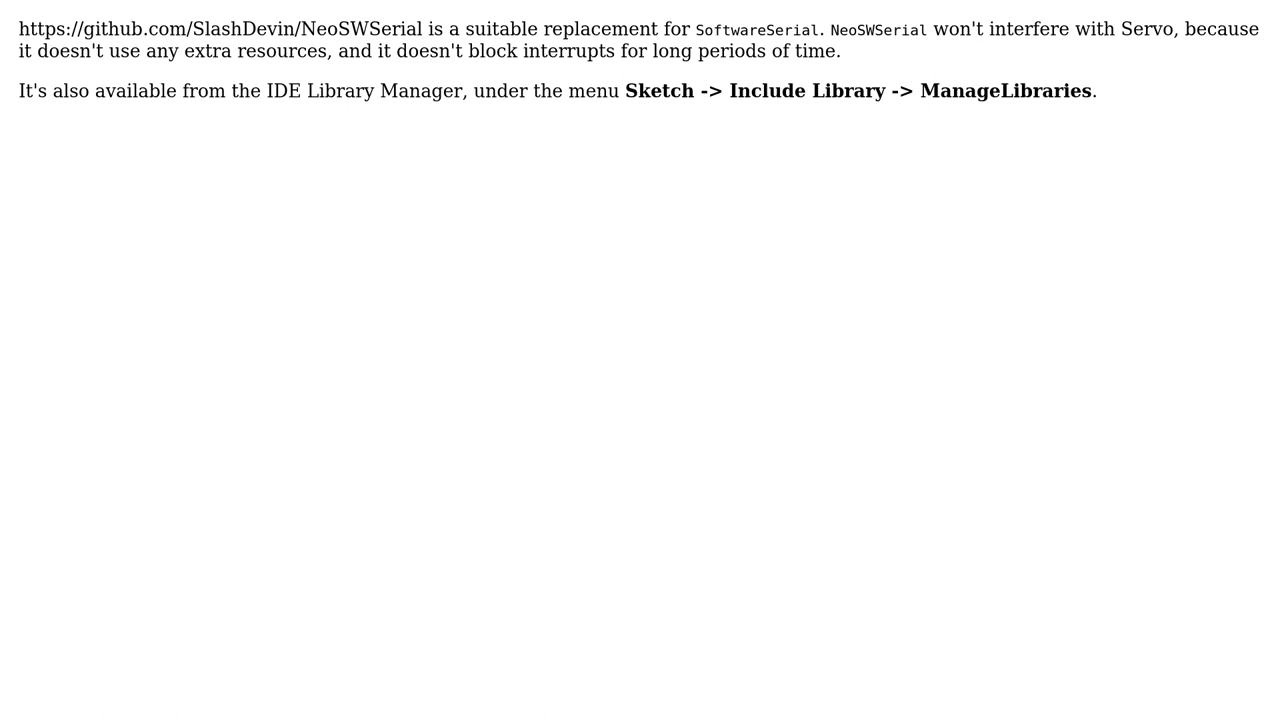 https://github.com/SlashDevin/NeoSWSerial is a suitable replacement for SoftwareSerial. NeoSWSerial won't interfere with Servo, because
it doesn't use any extra resources, and it doesn't block interrupts for long periods of time.
It's also available from the IDE Library Manager, under the menu Sketch -> Include Library -> ManageLibraries.